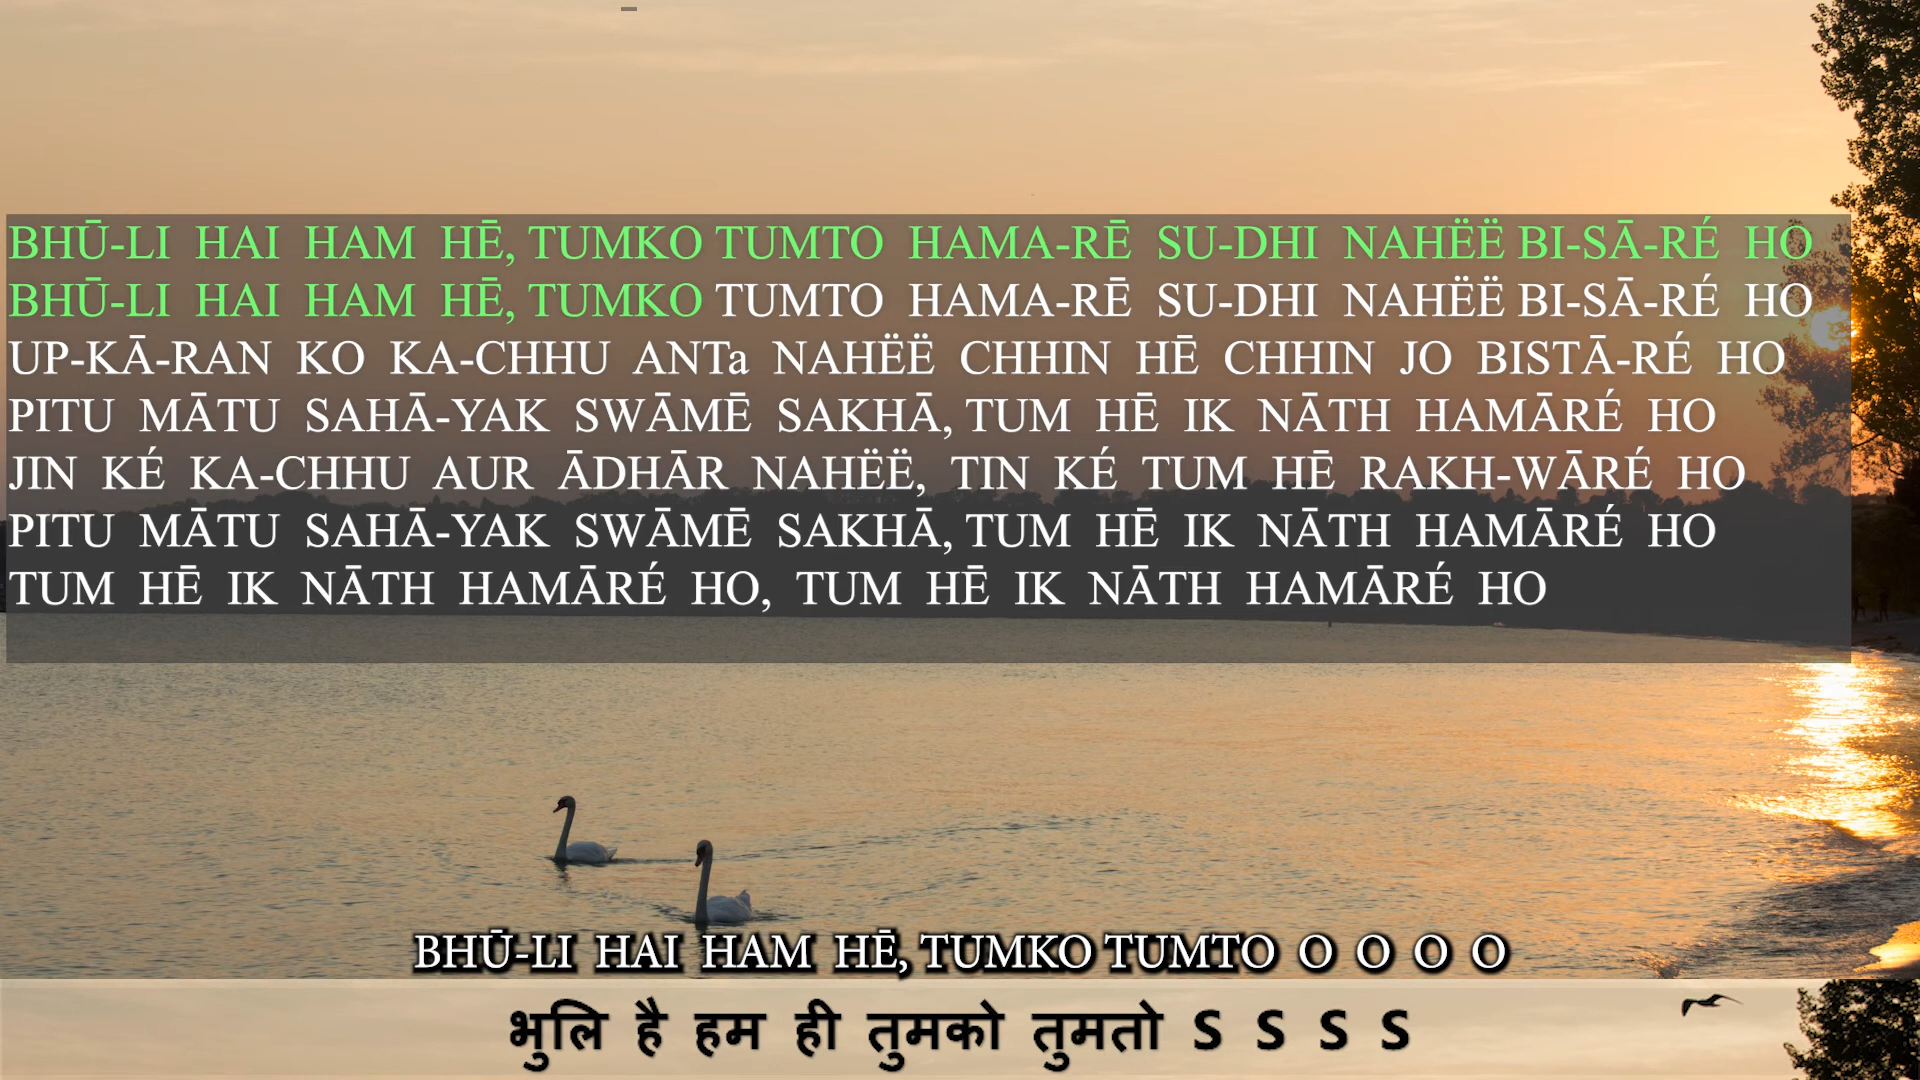 BHŪ-LI HAI HAM HĒ, TUMKO TUMTO HAMA-RĒ SU-DHI NAHËË BI-SĀ-RÉ HO
BHŪ-LI HAI HAM HĒ, TUMKO TUMTO HAMA-RĒ SU-DHI NAHËË BI-SĀ-RÉ HO
UP-KĀ-RAN KO KA-CHHU ANTa NAHËË CHHIN HĒ CHHIN JO BISTĀ-RÉ HO
PITU MĀTU SAHĀ-YAK SWĀMĒ SAKHĀ, TUM HĒ IK NĀTH HAMĀRÉ HO
JIN KÉ KA-CHHU AUR ĀDHĀR NAHËË, TIN KÉ TUM HĒ RAKH-WĀRÉ HO
PITU MĀTU SAHĀ-YAK SWĀMĒ SAKHĀ, TUM HĒ IK NĀTH HAMĀRÉ HO
TUM HĒ IK NĀTH HAMĀRÉ HO, TUM HĒ IK NĀTH HAMĀRÉ HO
BHŪ-LI HAI HAM HĒ, TUMKO TUMTO O O O O
भुलि है हम ही तुमको तुमतो S S S S